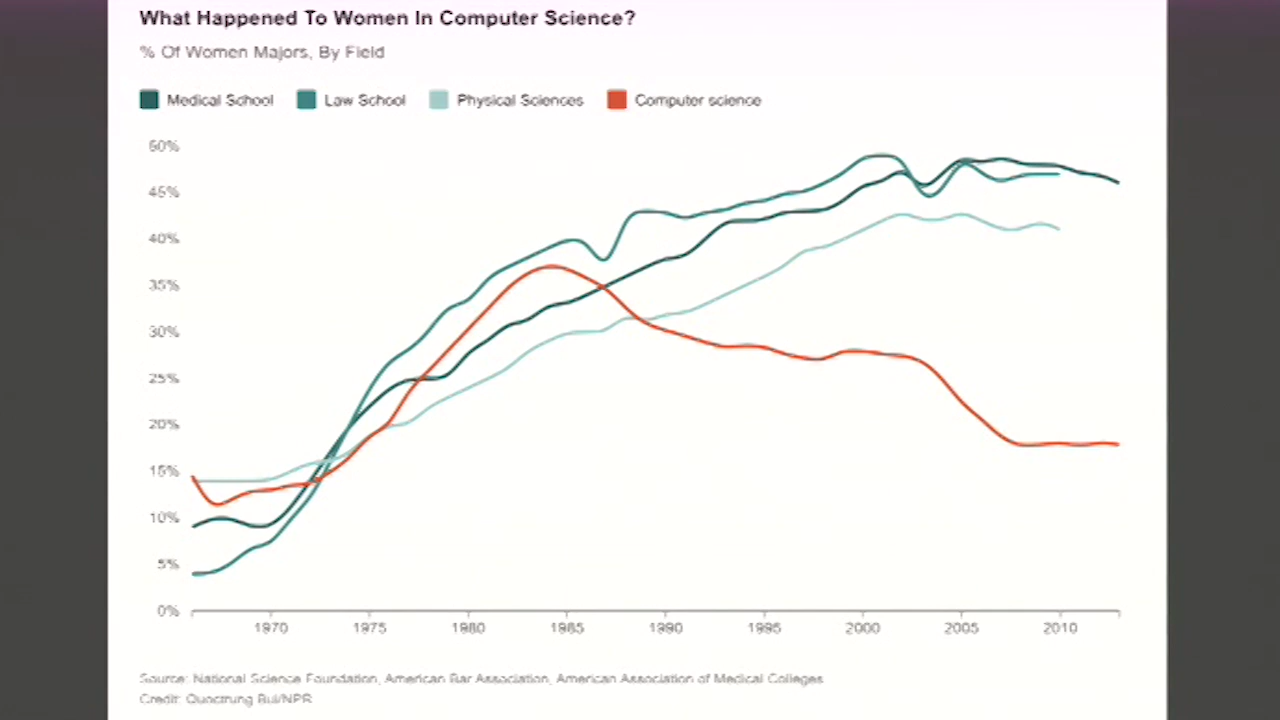 What Happened To Women In Computer Science?
% Of Women Majors, By Field
Medical School Law School Physical Sciences Computer science
50%
45%
40%
35%
30%
25%
20%
15%
10%
5%
0%
1970 1975 1980 1985 1990 1995 2000 2005 2010
Source: National Science Foundation, American Bar Association, American Association of Medical Colleges
Credit: Quoctrung Bui/NPR